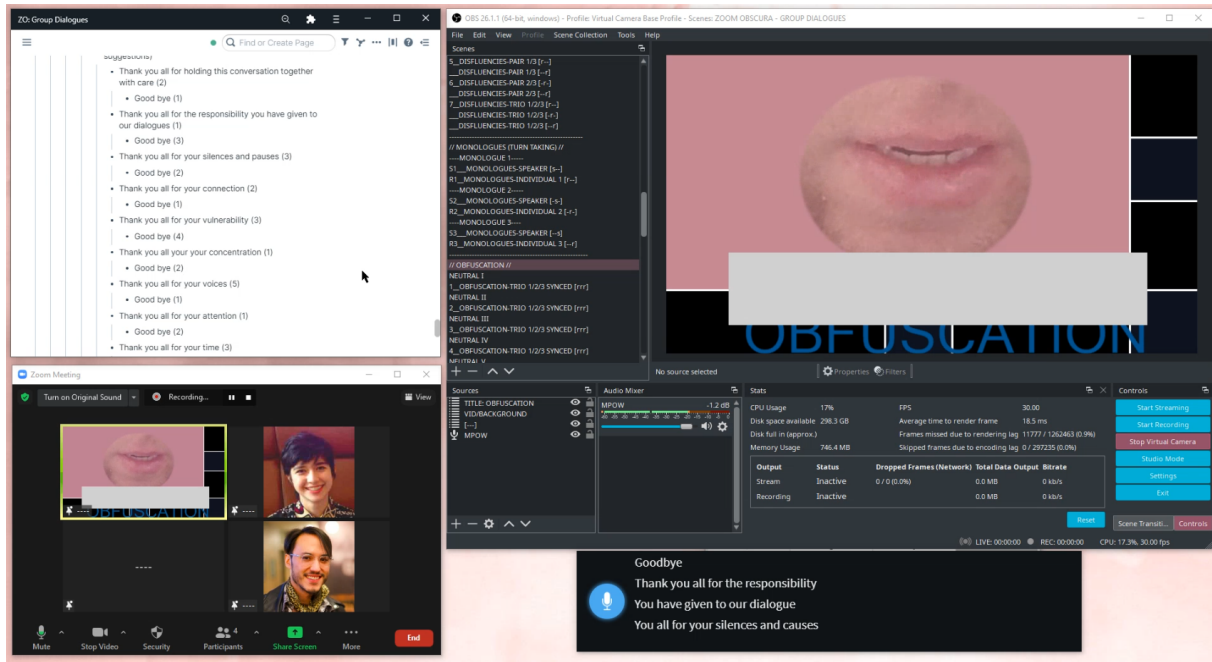 ZO: Group Dialogues
Find or Create Page
suggestions)
Thank you all for holding this conversation together
with care (2)
Good bye (1)
Thank you all for the responsibility you have given to
our dialogues (1)
Good bye (3)
Thank you all for your silences and pauses (3)
Good bye (2)
Thank you all for your connection (2)
Good bye (1)
Thank you all for your vulnerability (3)
Good bye (4)
Thank you all your your concentration (1)
Good bye (2)
Thank you all for your voices (5)
Good bye (1)
Thank you all for your attention (1)
Good bye (2)
Thank you all for your time (3)
OBS 26.1.1 (64-bit, windows) - Profile: Virtual Camera Base Profile - Scenes: ZOOM OBSCURA - GROUP DIALOGUES
File Edit View Profile Scene Collection Tools Help
Scenes
5__DISFLUENCIES-PAIR 1/3 [r--]
___DISFLUENCIES-PAIR 1/3 [--r]
6__DISFLUENCIES-PAIR 2/3 [-r-]
___DISFLUENCIES-PAIR 2/3 [--r]
7__DISFLUENCIES-TRIO 1/2/3 [r--]
___DISFLUENCIES-TRIO 1/2/3 [-r-]
___DISFLUENCIES-TRIO 1/2/3 [--r]
// MONOLOGUES (TURN TAKING) //
----MONOLOGUE 1-----
S1___MONOLOGUES-SPEAKER [s--]
R1__MONOLOGUES-INDIVIDUAL 1 [r--]
----MONOLOGUE 2-----
S2___MONOLOGUES-SPEAKER [-s-]
R2__MONOLOGUES-INDIVIDUAL 2 [-r-]
----MONOLOGUE 3----
S3___MONOLOGUES-SPEAKER [--s]
R3__MONOLOGUES-INDIVIDUAL 3 [--r]
// OBFUSCATION //
NEUTRAL I
1__OBFUSCATION-TRIO 1/2/3 SYNCED [rrr]
NEUTRAL II
2__OBFUSCATION-TRIO 1/2/3 SYNCED [rrr]
NEUTRAL III
3__OBFUSCATION-TRIO 1/2/3 SYNCED [rrr]
NEUTRAL IV
4__OBFUSCATION-TRIO 1/2/3 SYNCED [rrr]
NEUTRAL V
OBFUSCATION
No source selected
Properties Filters
Sources
TITLE: OBFUSCATION
VID/BACKGROUND
[---]
MPOW
Audio Mixer
MPOW -1.2 dB
Stats
CPU Usage 17% FPS 30.00
Disk space available 298.3 GB Average time to render frame 18.5 ms
Disk full in (approx.) Frames missed due to rendering lag 11777 / 1262463 (0.9%)
Memory Usage 746.4 MB Skipped frames due to encoding lag 0 / 297235 (0.0%)
Output Status Dropped Frames (Network) Total Data Output Bitrate
Stream Inactive 0 / 0 (0.0%) 0.0 MB 0 kb/s
Recording Inactive 0.0 MB 0 kb/s
Reset
Controls
Start Streaming
Start Recording
Stop Virtual Camera
Studio Mode
Settings
Exit
Scene Transiti... Controls
LIVE: 00:00:00 REC: 00:00:00 CPU: 17.3%, 30.00 fps
Zoom Meeting
Turn on Original Sound Recording... View
OBFUSCATION
----
----
----
----
Mute Stop Video Security Participants 4 Share Screen More End
Goodbye
Thank you all for the responsibility
You have given to our dialogue
You all for your silences and causes